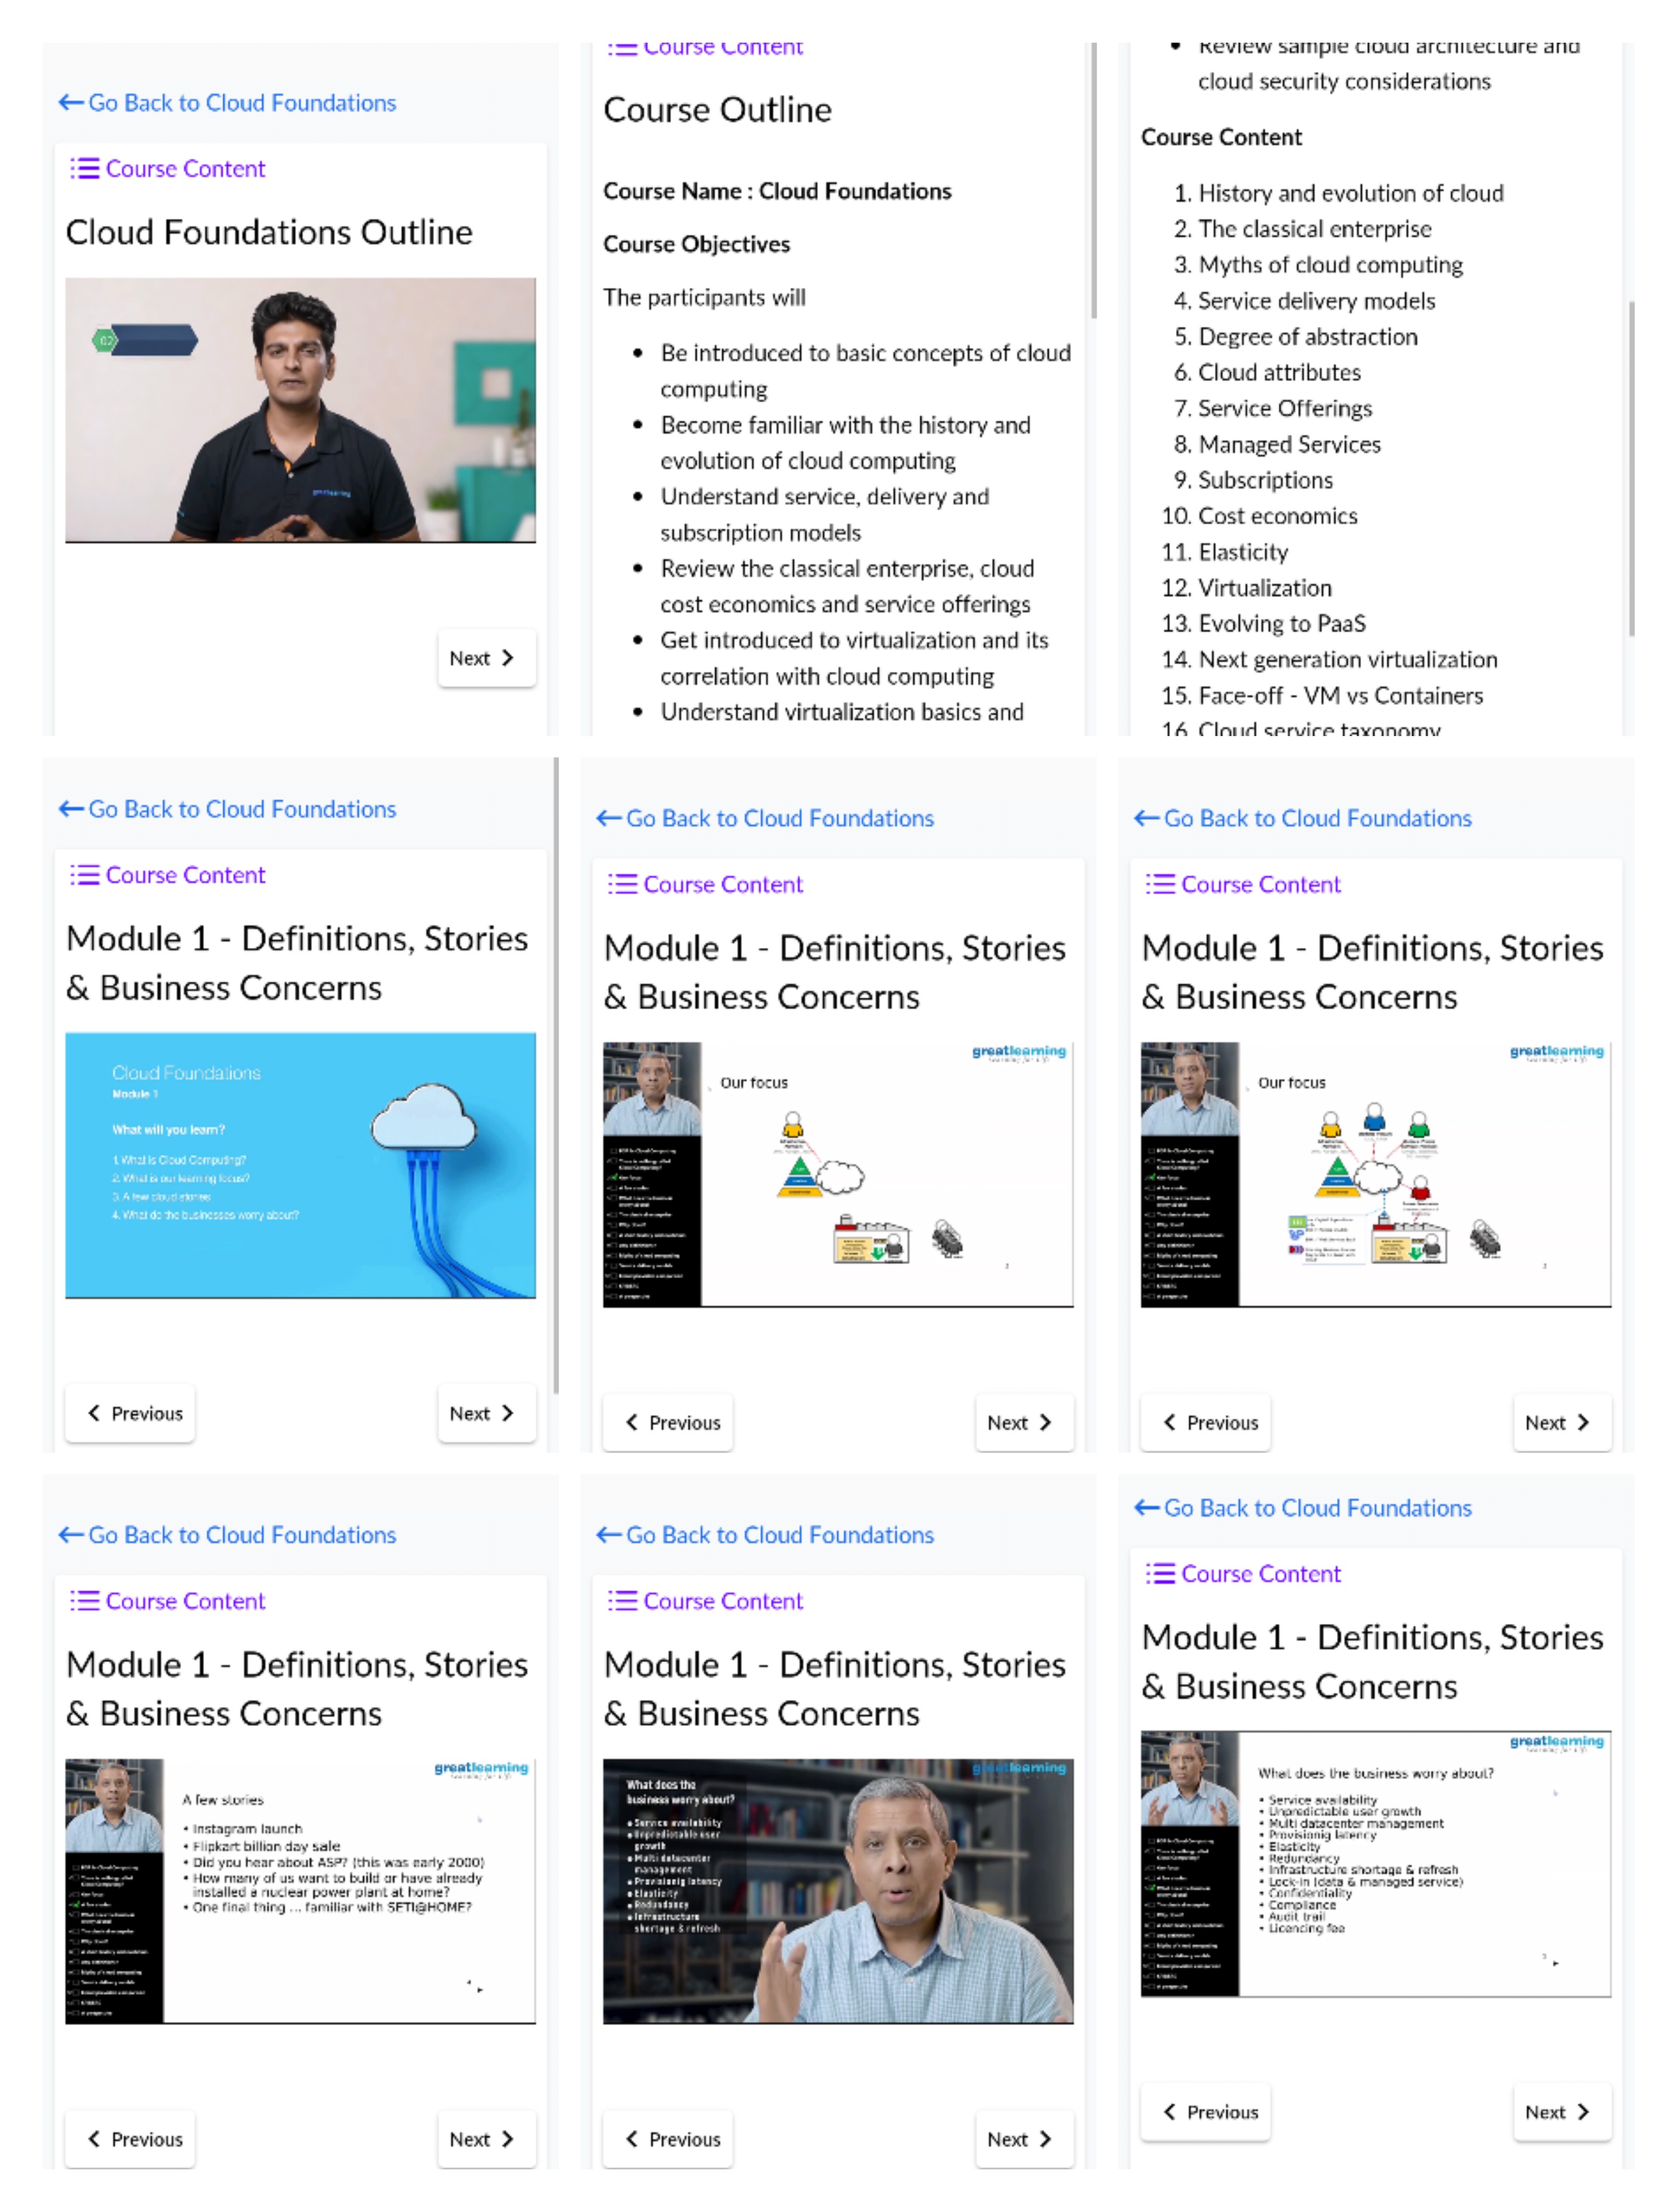 Go Back to Cloud Foundations
Course Content
Cloud Foundations Outline
02
greatlearning
Next
Course Content
Course Outline
Course Name : Cloud Foundations
Course Objectives
The participants will
• Be introduced to basic concepts of cloud
computing
• Become familiar with the history and
evolution of cloud computing
• Understand service, delivery and
subscription models
• Review the classical enterprise, cloud
cost economics and service offerings
• Get introduced to virtualization and its
correlation with cloud computing
• Understand virtualization basics and
• Review sample cloud architecture and
cloud security considerations
Course Content
1. History and evolution of cloud
2. The classical enterprise
3. Myths of cloud computing
4. Service delivery models
5. Degree of abstraction
6. Cloud attributes
7. Service Offerings
8. Managed Services
9. Subscriptions
10. Cost economics
11. Elasticity
12. Virtualization
13. Evolving to PaaS
14. Next generation virtualization
15. Face-off - VM vs Containers
16. Cloud service taxonomy
Go Back to Cloud Foundations
Course Content
Module 1 - Definitions, Stories
& Business Concerns
Cloud Foundations
Module 1
What will you learn?
1. What is Cloud Computing?
2. What is our learning focus?
3. A few cloud stories
4. What do the businesses worry about?
Previous
Next
Go Back to Cloud Foundations
Course Content
Module 1 - Definitions, Stories
& Business Concerns
greatlearning
Our focus
Previous
Next
Go Back to Cloud Foundations
Course Content
Module 1 - Definitions, Stories
& Business Concerns
greatlearning
Our focus
Previous
Next
Go Back to Cloud Foundations
Course Content
Module 1 - Definitions, Stories
& Business Concerns
greatlearning
A few stories
• Instagram launch
• Flipkart billion day sale
• Did you hear about ASP? (this was early 2000)
• How many of us want to build or have already
installed a nuclear power plant at home?
• One final thing ... familiar with SETI@HOME?
Previous
Next
Go Back to Cloud Foundations
Course Content
Module 1 - Definitions, Stories
& Business Concerns
greatlearning
What does the
business worry about?
• Service availability
• Unpredictable user
growth
• Multi datacenter
management
• Provisionig latency
• Elasticity
• Redundancy
• Infrastructure
shortage & refresh
Previous
Next
Go Back to Cloud Foundations
Course Content
Module 1 - Definitions, Stories
& Business Concerns
greatlearning
What does the business worry about?
• Service availability
• Unpredictable user growth
• Multi datacenter management
• Provisionig latency
• Elasticity
• Redundancy
• Infrastructure shortage & refresh
• Lock-in (data & managed service)
• Confidentiality
• Compliance
• Audit trail
• Licencing fee
Previous
Next